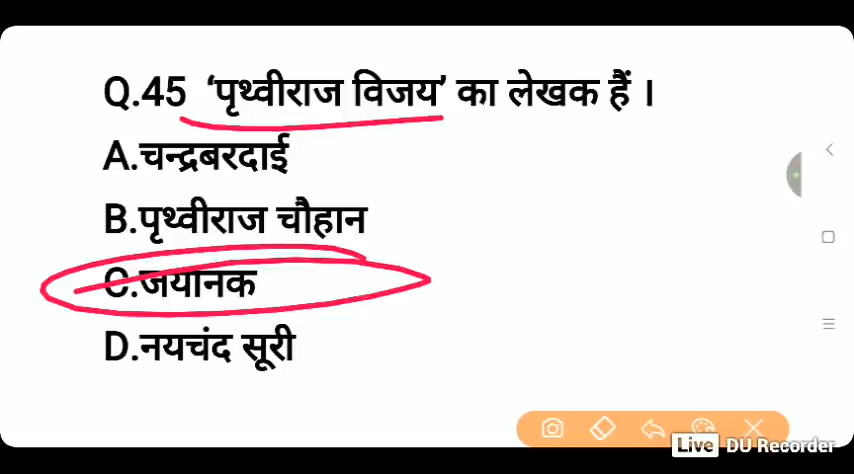 Q.45 ‘पृथ्वीराज विजय’ का लेखक हैं ।
A.चन्द्रबरदाई
B.पृथ्वीराज चौहान
C.जयानक
D.नयचंद सूरी
Live DU Recorder